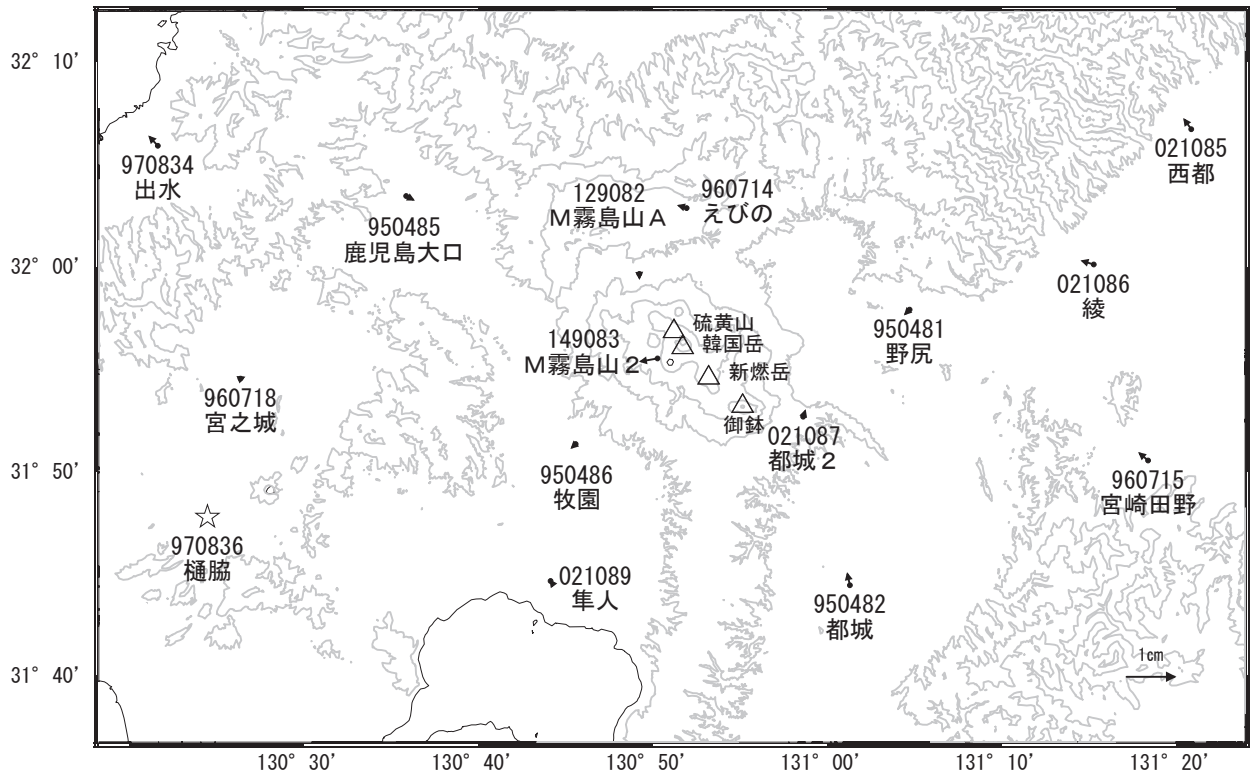 32° 10′
970834
出水
021085
西都
129082
M霧島山A
960714
えびの
950485
鹿児島大口
32° 00′
021086
綾
950481
野尻
硫黄山
韓国岳
149083
M霧島山2
新燃岳
960718
宮之城
御鉢
021087
都城2
31° 50′
950486
牧園
960715
宮崎田野
970836
樋脇
021089
隼人
950482
都城
1cm
31° 40′
130° 30′
130° 40′
130° 50′
131° 00′
131° 10′
131° 20′